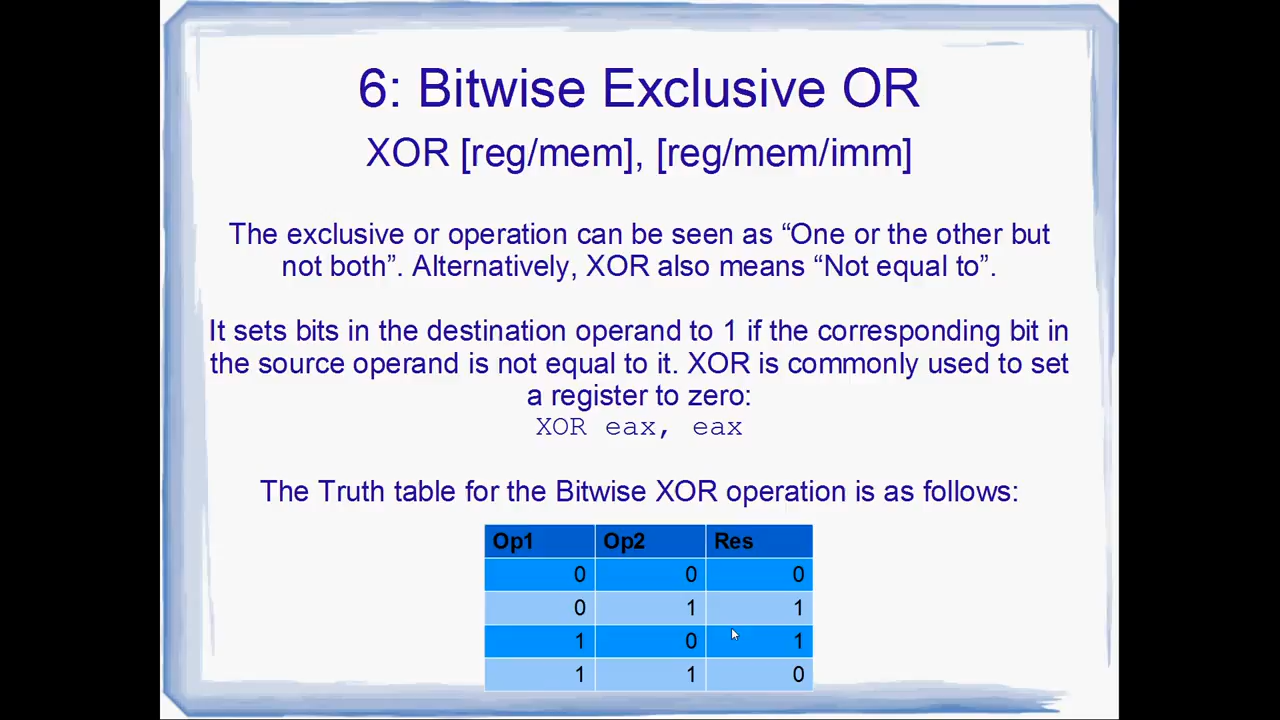 6: Bitwise Exclusive OR
XOR [reg/mem], [reg/mem/imm]
The exclusive or operation can be seen as “One or the other but
not both”. Alternatively, XOR also means “Not equal to”.
It sets bits in the destination operand to 1 if the corresponding bit in
the source operand is not equal to it. XOR is commonly used to set
a register to zero:
XOR eax, eax
The Truth table for the Bitwise XOR operation is as follows:
Op1 Op2 Res
0 0 0
0 1 1
1 0 1
1 1 0